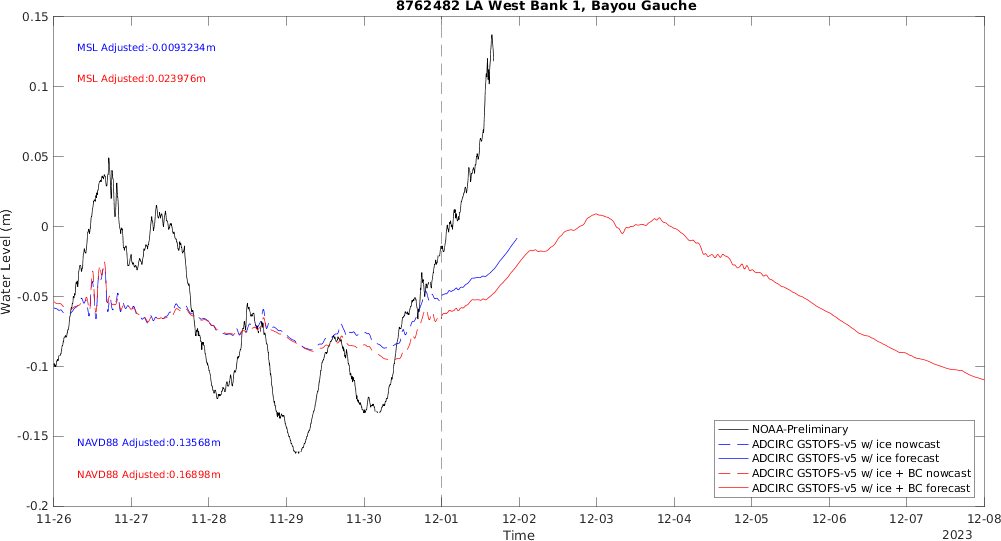 8762482 LA West Bank 1, Bayou Gauche
0.15
0.1
0.05
0
-0.05
-0.1
-0.15
-0.2
Water Level (m)
MSL Adjusted:-0.0093234m
MSL Adjusted:0.023976m
NAVD88 Adjusted:0.13568m
NAVD88 Adjusted:0.16898m
NOAA-Preliminary
ADCIRC GSTOFS-v5 w/ ice nowcast
ADCIRC GSTOFS-v5 w/ ice forecast
ADCIRC GSTOFS-v5 w/ ice + BC nowcast
ADCIRC GSTOFS-v5 w/ ice + BC forecast
11-26 11-27 11-28 11-29 11-30 12-01 12-02 12-03 12-04 12-05 12-06 12-07 12-08
Time
2023